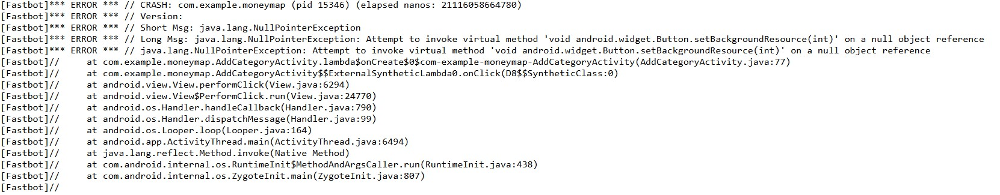 [Fastbot]*** ERROR *** // CRASH: com.example.moneymap (pid 15346) (elapsed nanos: 21116058664780)
[Fastbot]*** ERROR *** // Version:
[Fastbot]*** ERROR *** // Short Msg: java.lang.NullPointerException
[Fastbot]*** ERROR *** // Long Msg: java.lang.NullPointerException: Attempt to invoke virtual method 'void android.widget.Button.setBackgroundResource(int)' on a null object reference
[Fastbot]*** ERROR *** // java.lang.NullPointerException: Attempt to invoke virtual method 'void android.widget.Button.setBackgroundResource(int)' on a null object reference
[Fastbot]//     at com.example.moneymap.AddCategoryActivity.lambda$onCreate$0$com-example-moneymap-AddCategoryActivity(AddCategoryActivity.java:77)
[Fastbot]//     at com.example.moneymap.AddCategoryActivity$$ExternalSyntheticLambda0.onClick(D8$$SyntheticClass:0)
[Fastbot]//     at android.view.View.performClick(View.java:6294)
[Fastbot]//     at android.view.View$PerformClick.run(View.java:24770)
[Fastbot]//     at android.os.Handler.handleCallback(Handler.java:790)
[Fastbot]//     at android.os.Handler.dispatchMessage(Handler.java:99)
[Fastbot]//     at android.os.Looper.loop(Looper.java:164)
[Fastbot]//     at android.app.ActivityThread.main(ActivityThread.java:6494)
[Fastbot]//     at java.lang.reflect.Method.invoke(Native Method)
[Fastbot]//     at com.android.internal.os.RuntimeInit$MethodAndArgsCaller.run(RuntimeInit.java:438)
[Fastbot]//     at com.android.internal.os.ZygoteInit.main(ZygoteInit.java:807)
[Fastbot]//